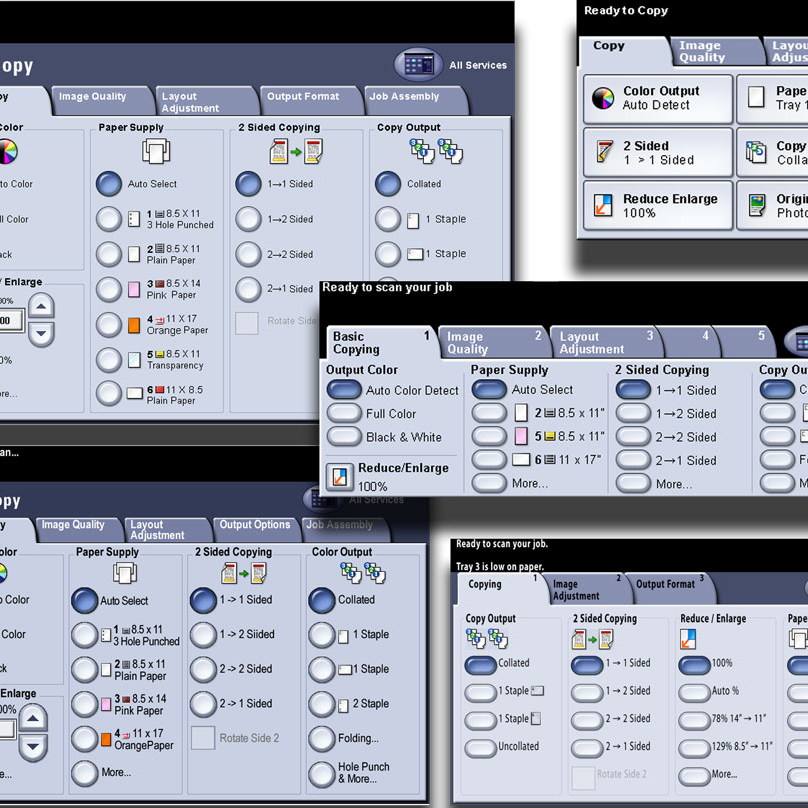 opy
All Services
Image Quality
Layout
Adjustment
Output Format
Job Assembly
Color
Paper Supply
2 Sided Copying
Copy Output
to Color
Auto Select
1→1 Sided
Collated
ll Color
1 8.5 X 11
3 Hole Punched
1→2 Sided
1 Staple
ack
2 8.5 X 11
Plain Paper
2→2 Sided
1 Staple
/ Enlarge
3 8.5 X 14
Pink Paper
2→1 Sided
00%
00
4 11 X 17
Orange Paper
Rotate Side
0%
5 8.5 X 11
Transparency
ore...
6 11 X 8.5
Plain Paper
Ready to Copy
Copy
Image
Quality
Layou
Adjus
Color Output
Auto Detect
Pape
Tray 1
2 Sided
1 > 1 Sided
Copy
Colla
Reduce Enlarge
100%
Origin
Photo
Ready to scan your job
Basic
Copying
1
Image
Quality
2
Layout
Adjustment
3
4
5
Output Color
Paper Supply
2 Sided Copying
Copy Ou
Auto Color Detect
Auto Select
1→1 Sided
C
Full Color
2 8.5 x 11"
1→2 Sided
Black & White
5 8.5 x 11"
2→2 Sided
Reduce/Enlarge
100%
6 11 x 17"
2→1 Sided
Fo
More...
More...
M
an...
opy
All Services
y
Image Quality
Layout
Adjustment
Output Options
Job Assembly
olor
Paper Supply
2 Sided Copying
Color Output
o Color
Auto Select
1 -> 1 Sided
Collated
Color
1 8.5 x 11
3 Hole Punched
1 -> 2 Siided
1 Staple
ck
2 8.5 x 11
Plain Paper
2 -> 2 Sided
1 Staple
Enlarge
00%
3 8.5 x 14
Pink Paper
2 -> 1 Sided
2 Staple
4 11 x 17
OrangePaper
Rotate Side 2
Folding...
e...
More...
Hole Punch
& More...
Ready to scan your job.
Tray 3 is low on paper.
Copying
1
Image
Adjustment
2
Output Format
3
Copy Output
2 Sided Copying
Reduce / Enlarge
Pape
Collated
1 → 1 Sided
100%
1 Staple
1 → 2 Sided
Auto %
1 Staple
2 → 2 Sided
78% 14" → 11"
Uncollated
2 → 1 Sided
129% 8.5" → 11"
Rotate Side 2
More...